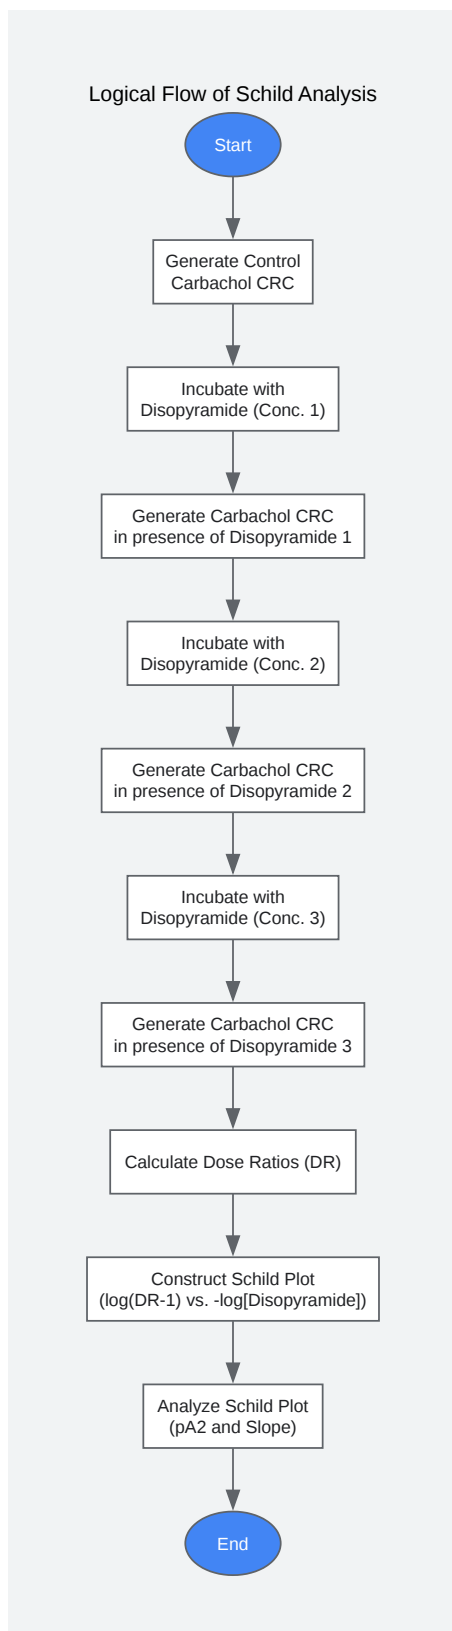 Logical Flow of Schild Analysis
Start
Generate Control
Carbachol CRC
Incubate with
Disopyramide (Conc. 1)
Generate Carbachol CRC
in presence of Disopyramide 1
Incubate with
Disopyramide (Conc. 2)
Generate Carbachol CRC
in presence of Disopyramide 2
Incubate with
Disopyramide (Conc. 3)
Generate Carbachol CRC
in presence of Disopyramide 3
Calculate Dose Ratios (DR)
Construct Schild Plot
(log(DR-1) vs. -log[Disopyramide])
Analyze Schild Plot
(pA2 and Slope)
End